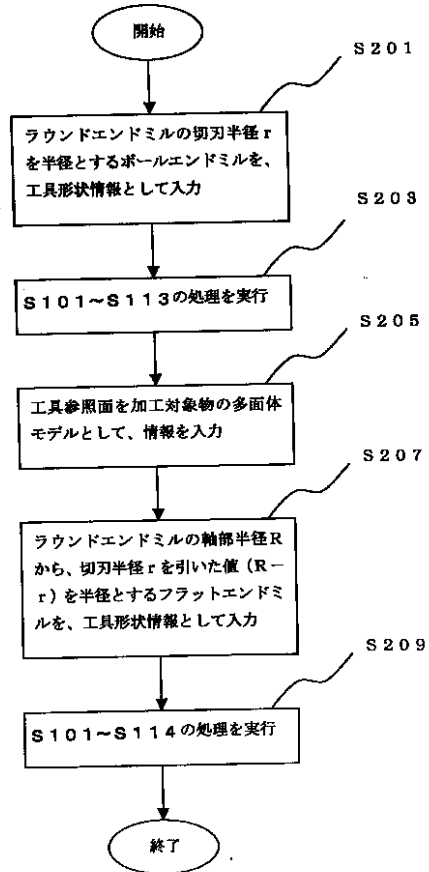 開始
S201
ラウンドエンドミルの切刃半径r
を半径とするボールエンドミルを、
工具形状情報として入力
S203
S101~S113の処理を実行
S205
工具参照面を加工対象物の多面体
モデルとして、情報を入力
S207
ラウンドエンドミルの軸部半径R
から、切刃半径rを引いた値(R-
r)を半径とするフラットエンドミ
ルを、工具形状情報として入力
S209
S101~S114の処理を実行
終了